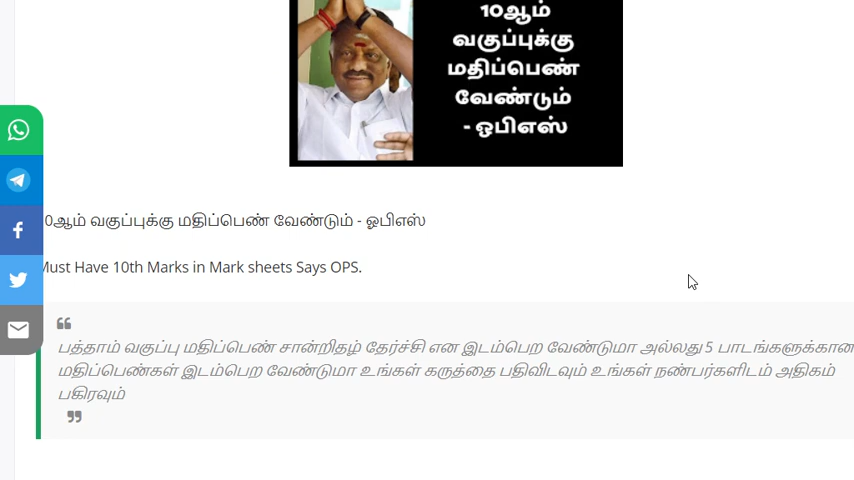 10ஆம்
வகுப்புக்கு
மதிப்பெண்
வேண்டும்
- ஓபிஎஸ்
0ஆம் வகுப்புக்கு மதிப்பெண் வேண்டும் - ஓபிஎஸ்
Must Have 10th Marks in Mark sheets Says OPS.
“
பத்தாம் வகுப்பு மதிப்பெண் சான்றிதழ் தேர்ச்சி என இடம்பெற வேண்டுமா அல்லது 5 பாடங்களுக்கான
மதிப்பெண்கள் இடம்பெற வேண்டுமா உங்கள் கருத்தை பதிவிடவும் உங்கள் நண்பர்களிடம் அதிகம்
பகிரவும்
”